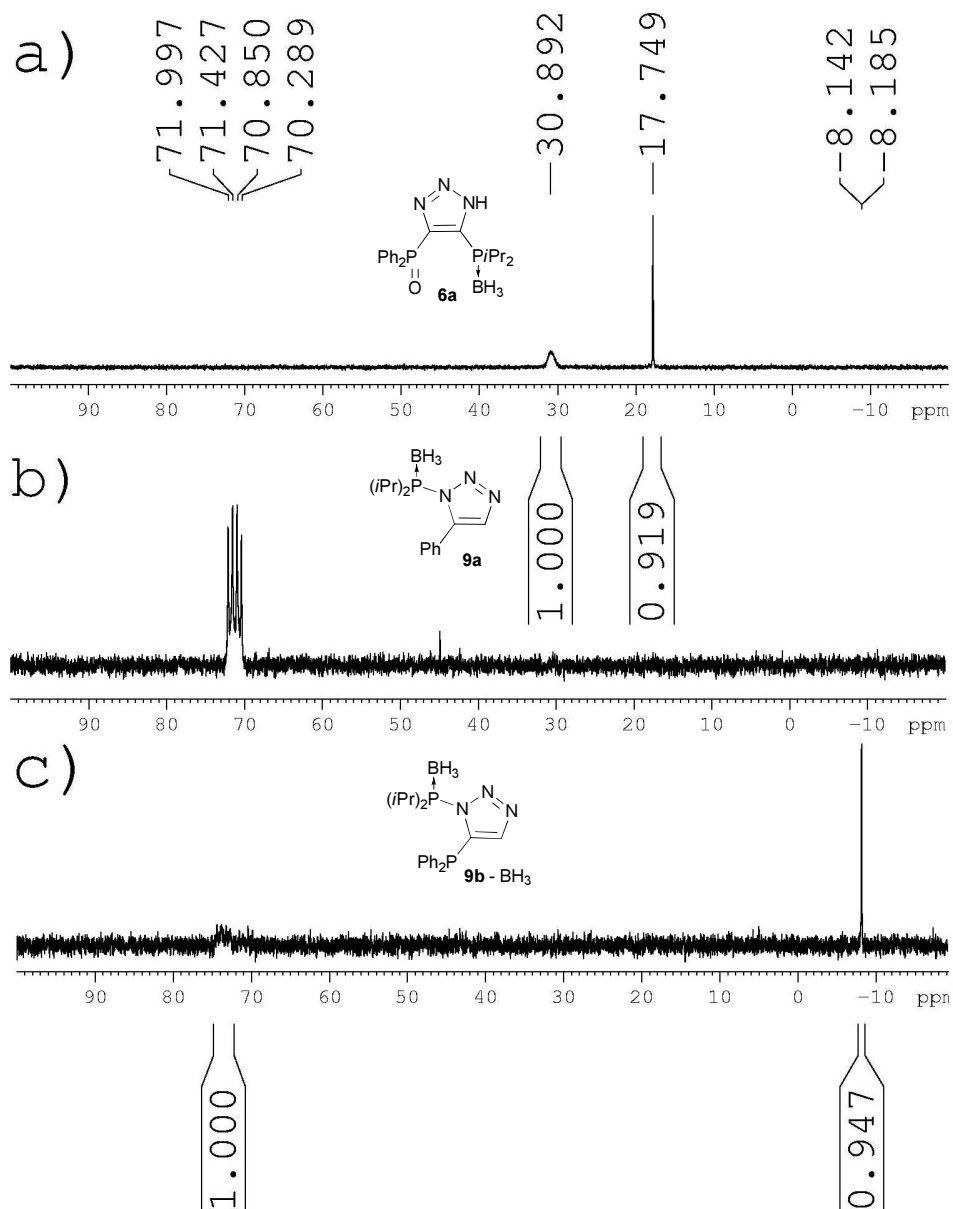 a)
71.997
71.427
70.850
70.289
30.892
17.749
-8.142
-8.185
N
N
NH
Ph2P
PiPr2
O
BH3
6a
90 80 70 60 50 40 30 20 10 0 -10 ppm
b)
BH3
(iPr)2P
N
N
N
Ph
9a
1.000
0.919
90 80 70 60 50 40 30 20 10 0 -10 ppm
c)
BH3
(iPr)2P
N
N
N
Ph2P
9b - BH3
90 80 70 60 50 40 30 20 10 0 -10 ppm
1.000
0.947